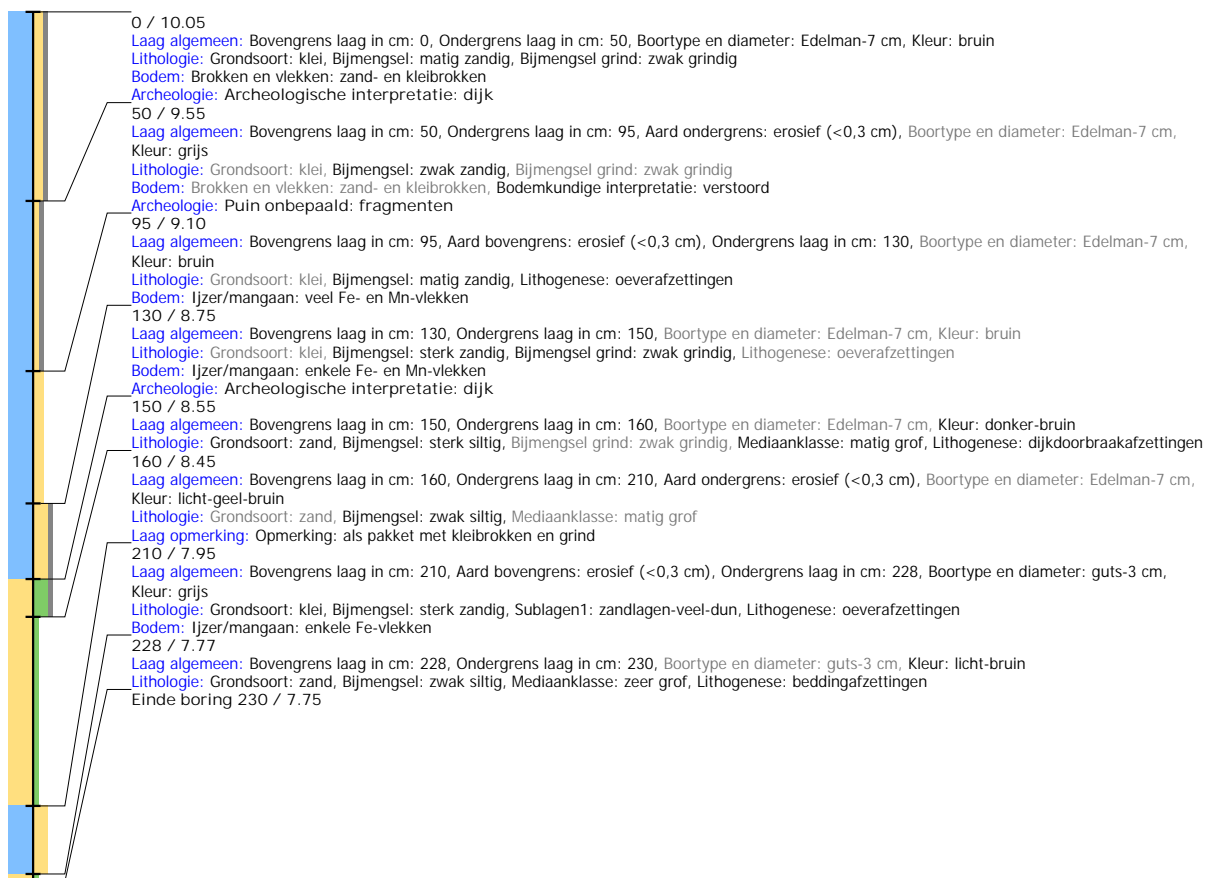 0 / 10.05
Laag algemeen: Bovengrens laag in cm: 0, Ondergrens laag in cm: 50, Boortype en diameter: Edelman-7 cm, Kleur: bruin
Lithologie: Grondsoort: klei, Bijmengsel: matig zandig, Bijmengsel grind: zwak grindig
Bodem: Brokken en vlekken: zand- en kleibrokken
Archeologie: Archeologische interpretatie: dijk
50 / 9.55
Laag algemeen: Bovengrens laag in cm: 50, Ondergrens laag in cm: 95, Aard ondergrens: erosief (<0,3 cm), Boortype en diameter: Edelman-7 cm,
Kleur: grijs
Lithologie: Grondsoort: klei, Bijmengsel: zwak zandig, Bijmengsel grind: zwak grindig
Bodem: Brokken en vlekken: zand- en kleibrokken, Bodemkundige interpretatie: verstoord
Archeologie: Puin onbepaald: fragmenten
95 / 9.10
Laag algemeen: Bovengrens laag in cm: 95, Aard bovengrens: erosief (<0,3 cm), Ondergrens laag in cm: 130, Boortype en diameter: Edelman-7 cm,
Kleur: bruin
Lithologie: Grondsoort: klei, Bijmengsel: matig zandig, Lithogenese: oeverafzettingen
Bodem: Ijzer/mangaan: veel Fe- en Mn-vlekken
130 / 8.75
Laag algemeen: Bovengrens laag in cm: 130, Ondergrens laag in cm: 150, Boortype en diameter: Edelman-7 cm, Kleur: bruin
Lithologie: Grondsoort: klei, Bijmengsel: sterk zandig, Bijmengsel grind: zwak grindig, Lithogenese: oeverafzettingen
Bodem: Ijzer/mangaan: enkele Fe- en Mn-vlekken
Archeologie: Archeologische interpretatie: dijk
150 / 8.55
Laag algemeen: Bovengrens laag in cm: 150, Ondergrens laag in cm: 160, Boortype en diameter: Edelman-7 cm, Kleur: donker-bruin
Lithologie: Grondsoort: zand, Bijmengsel: sterk siltig, Bijmengsel grind: zwak grindig, Mediaanklasse: matig grof, Lithogenese: dijkdoorbraakafzettingen
160 / 8.45
Laag algemeen: Bovengrens laag in cm: 160, Ondergrens laag in cm: 210, Aard ondergrens: erosief (<0,3 cm), Boortype en diameter: Edelman-7 cm,
Kleur: licht-geel-bruin
Lithologie: Grondsoort: zand, Bijmengsel: zwak siltig, Mediaanklasse: matig grof
Laag opmerking: Opmerking: als pakket met kleibrokken en grind
210 / 7.95
Laag algemeen: Bovengrens laag in cm: 210, Aard bovengrens: erosief (<0,3 cm), Ondergrens laag in cm: 228, Boortype en diameter: guts-3 cm,
Kleur: grijs
Lithologie: Grondsoort: klei, Bijmengsel: sterk zandig, Sublagen1: zandlagen-veel-dun, Lithogenese: oeverafzettingen
Bodem: Ijzer/mangaan: enkele Fe-vlekken
228 / 7.77
Laag algemeen: Bovengrens laag in cm: 228, Ondergrens laag in cm: 230, Boortype en diameter: guts-3 cm, Kleur: licht-bruin
Lithologie: Grondsoort: zand, Bijmengsel: zwak siltig, Mediaanklasse: zeer grof, Lithogenese: beddingafzettingen
Einde boring 230 / 7.75